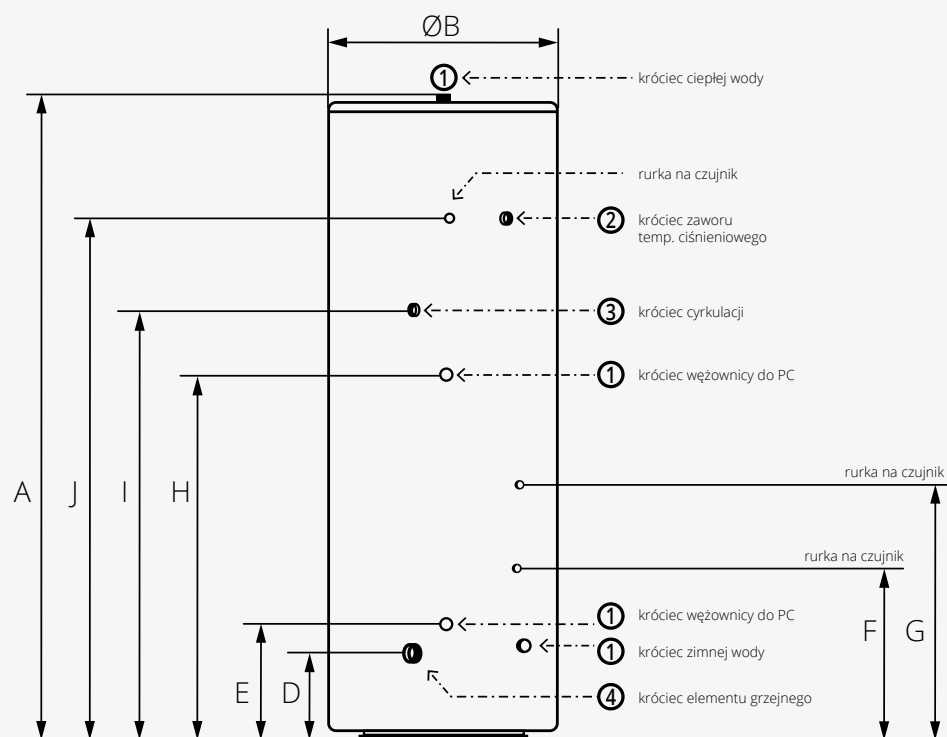 ØB
1 króciec ciepłej wody
rurka na czujnik
2 króciec zaworu
temp. ciśnieniowego
3 króciec cyrkulacji
1 króciec wężownicy do PC
rurka na czujnik
A J I H
rurka na czujnik
1 króciec wężownicy do PC
F G
1 króciec zimnej wody
E D
4 króciec elementu grzejnego